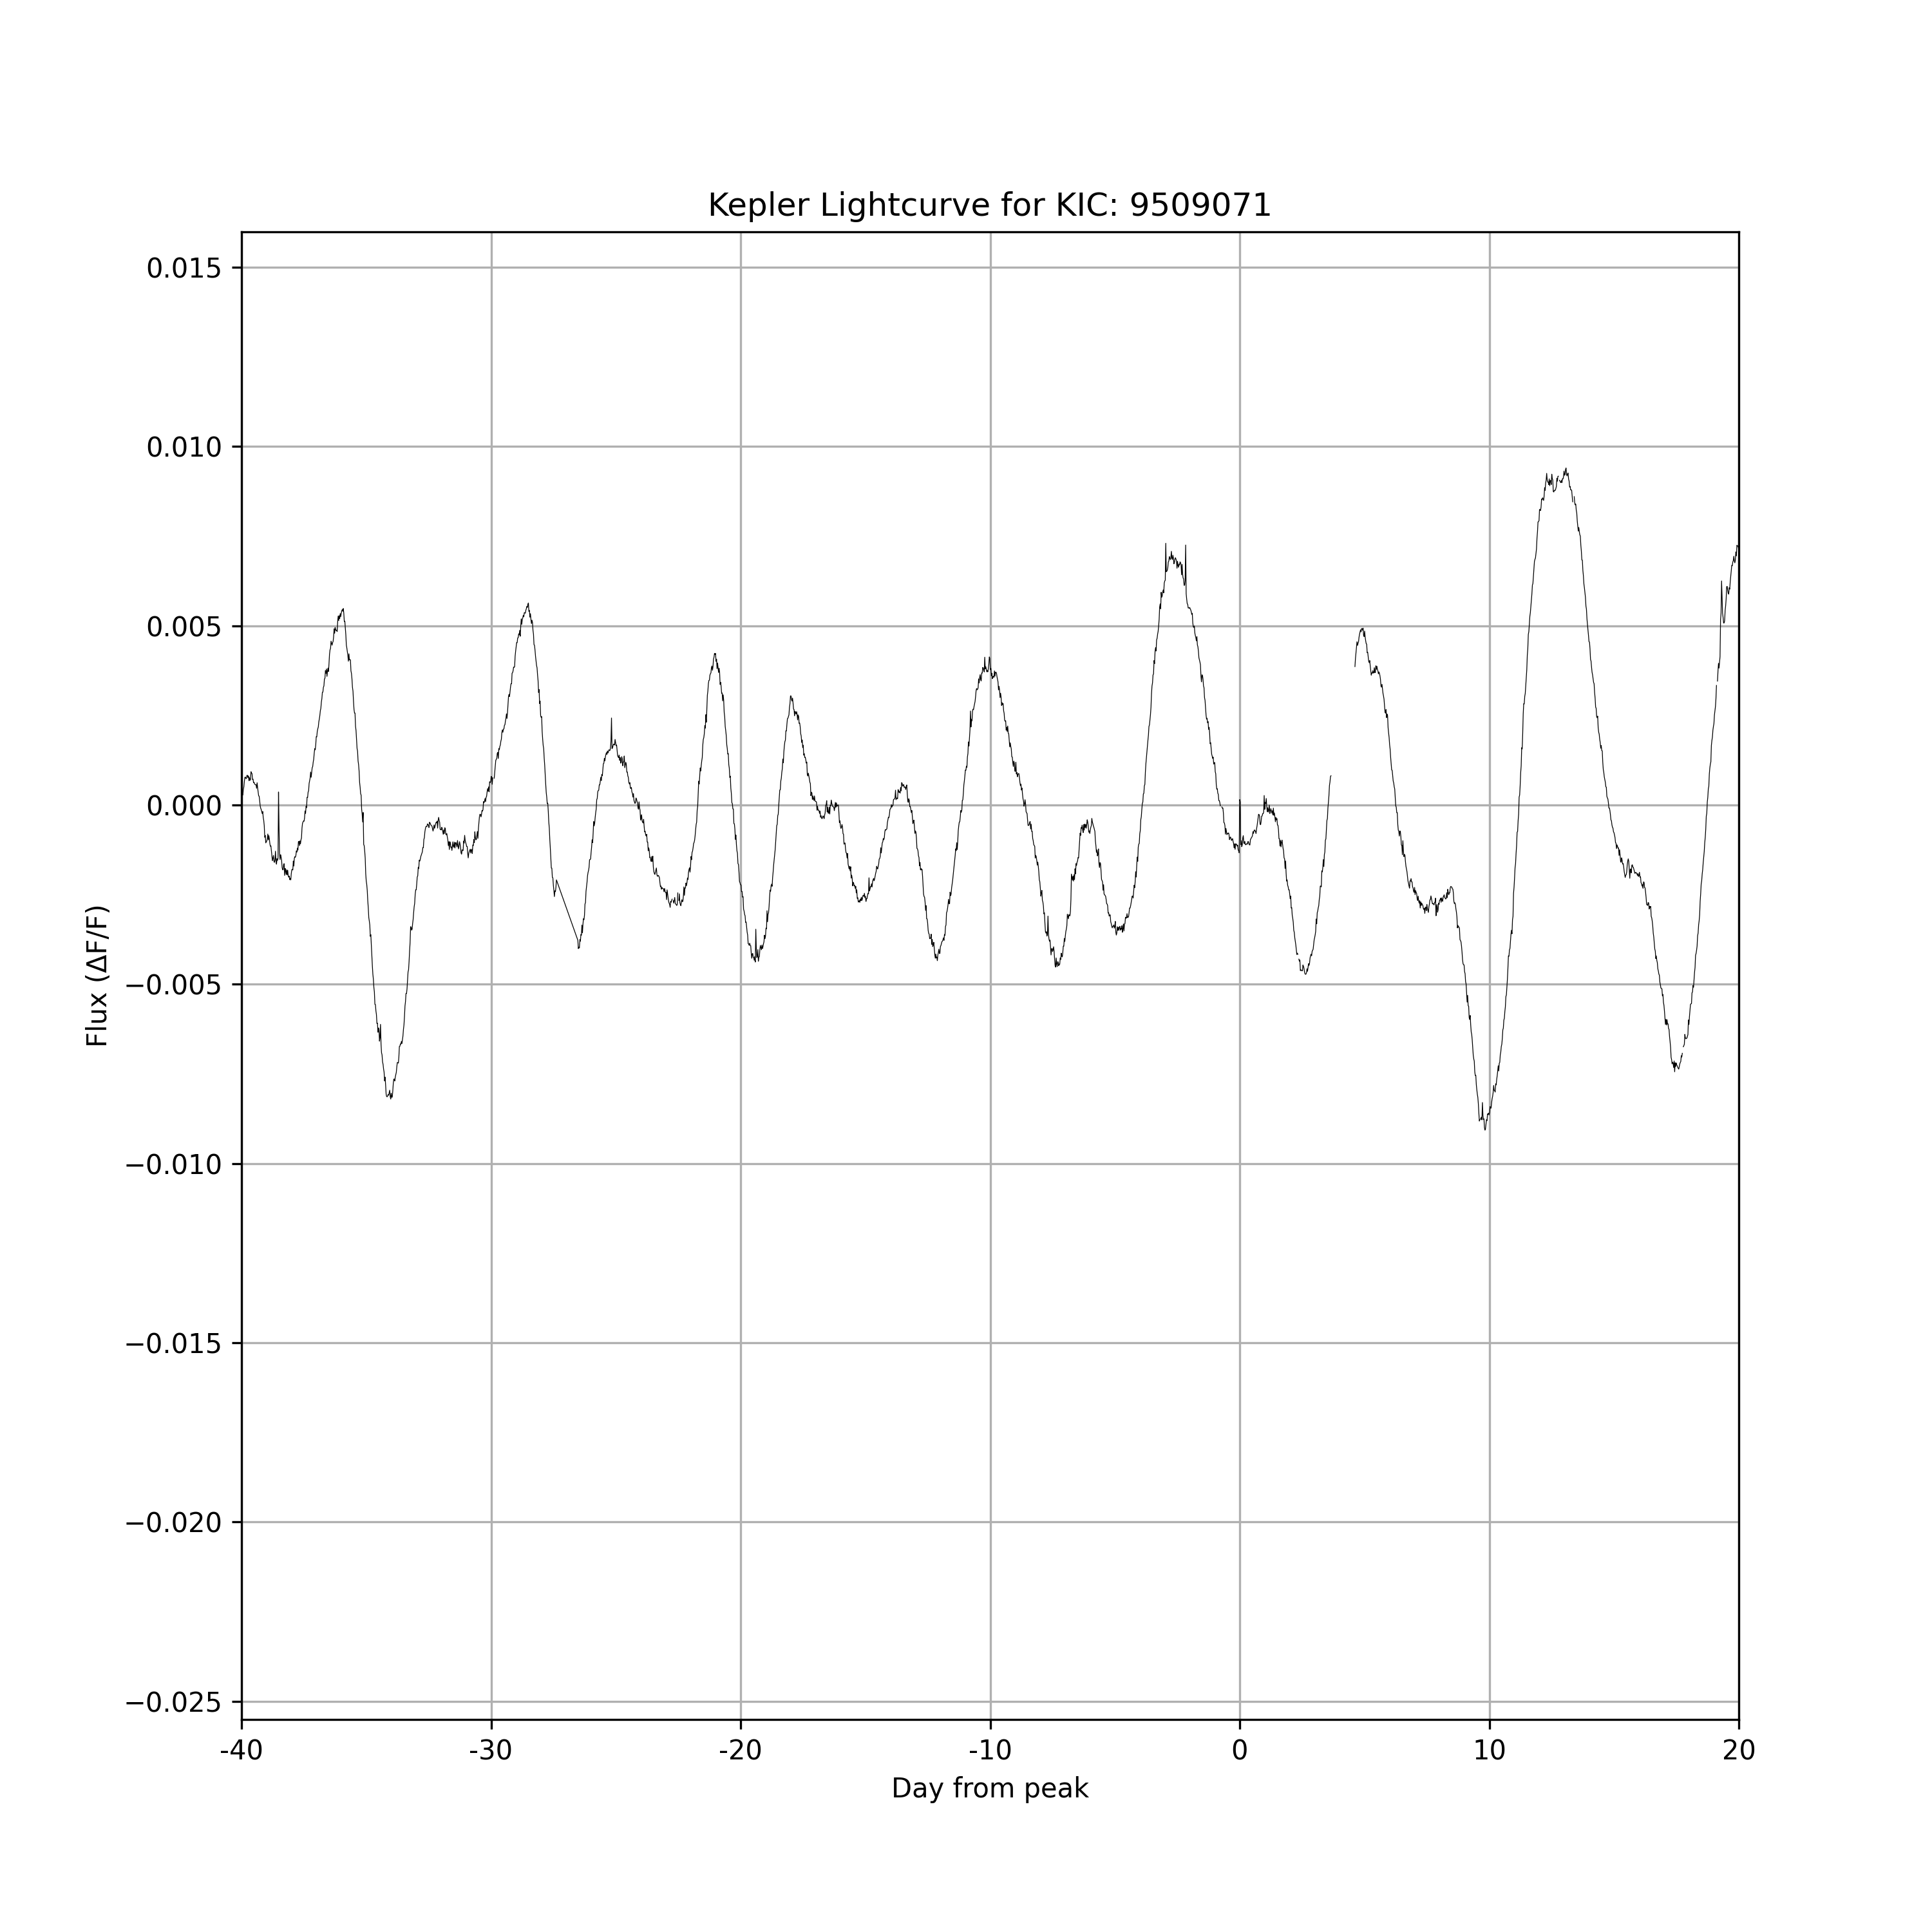 Kepler Lightcurve for KIC: 9509071
0.015
0.010
0.005
0.000
−0.005
−0.010
−0.015
−0.020
−0.025
Flux (ΔF/F)
-40 -30 -20 -10 0 10 20
Day from peak